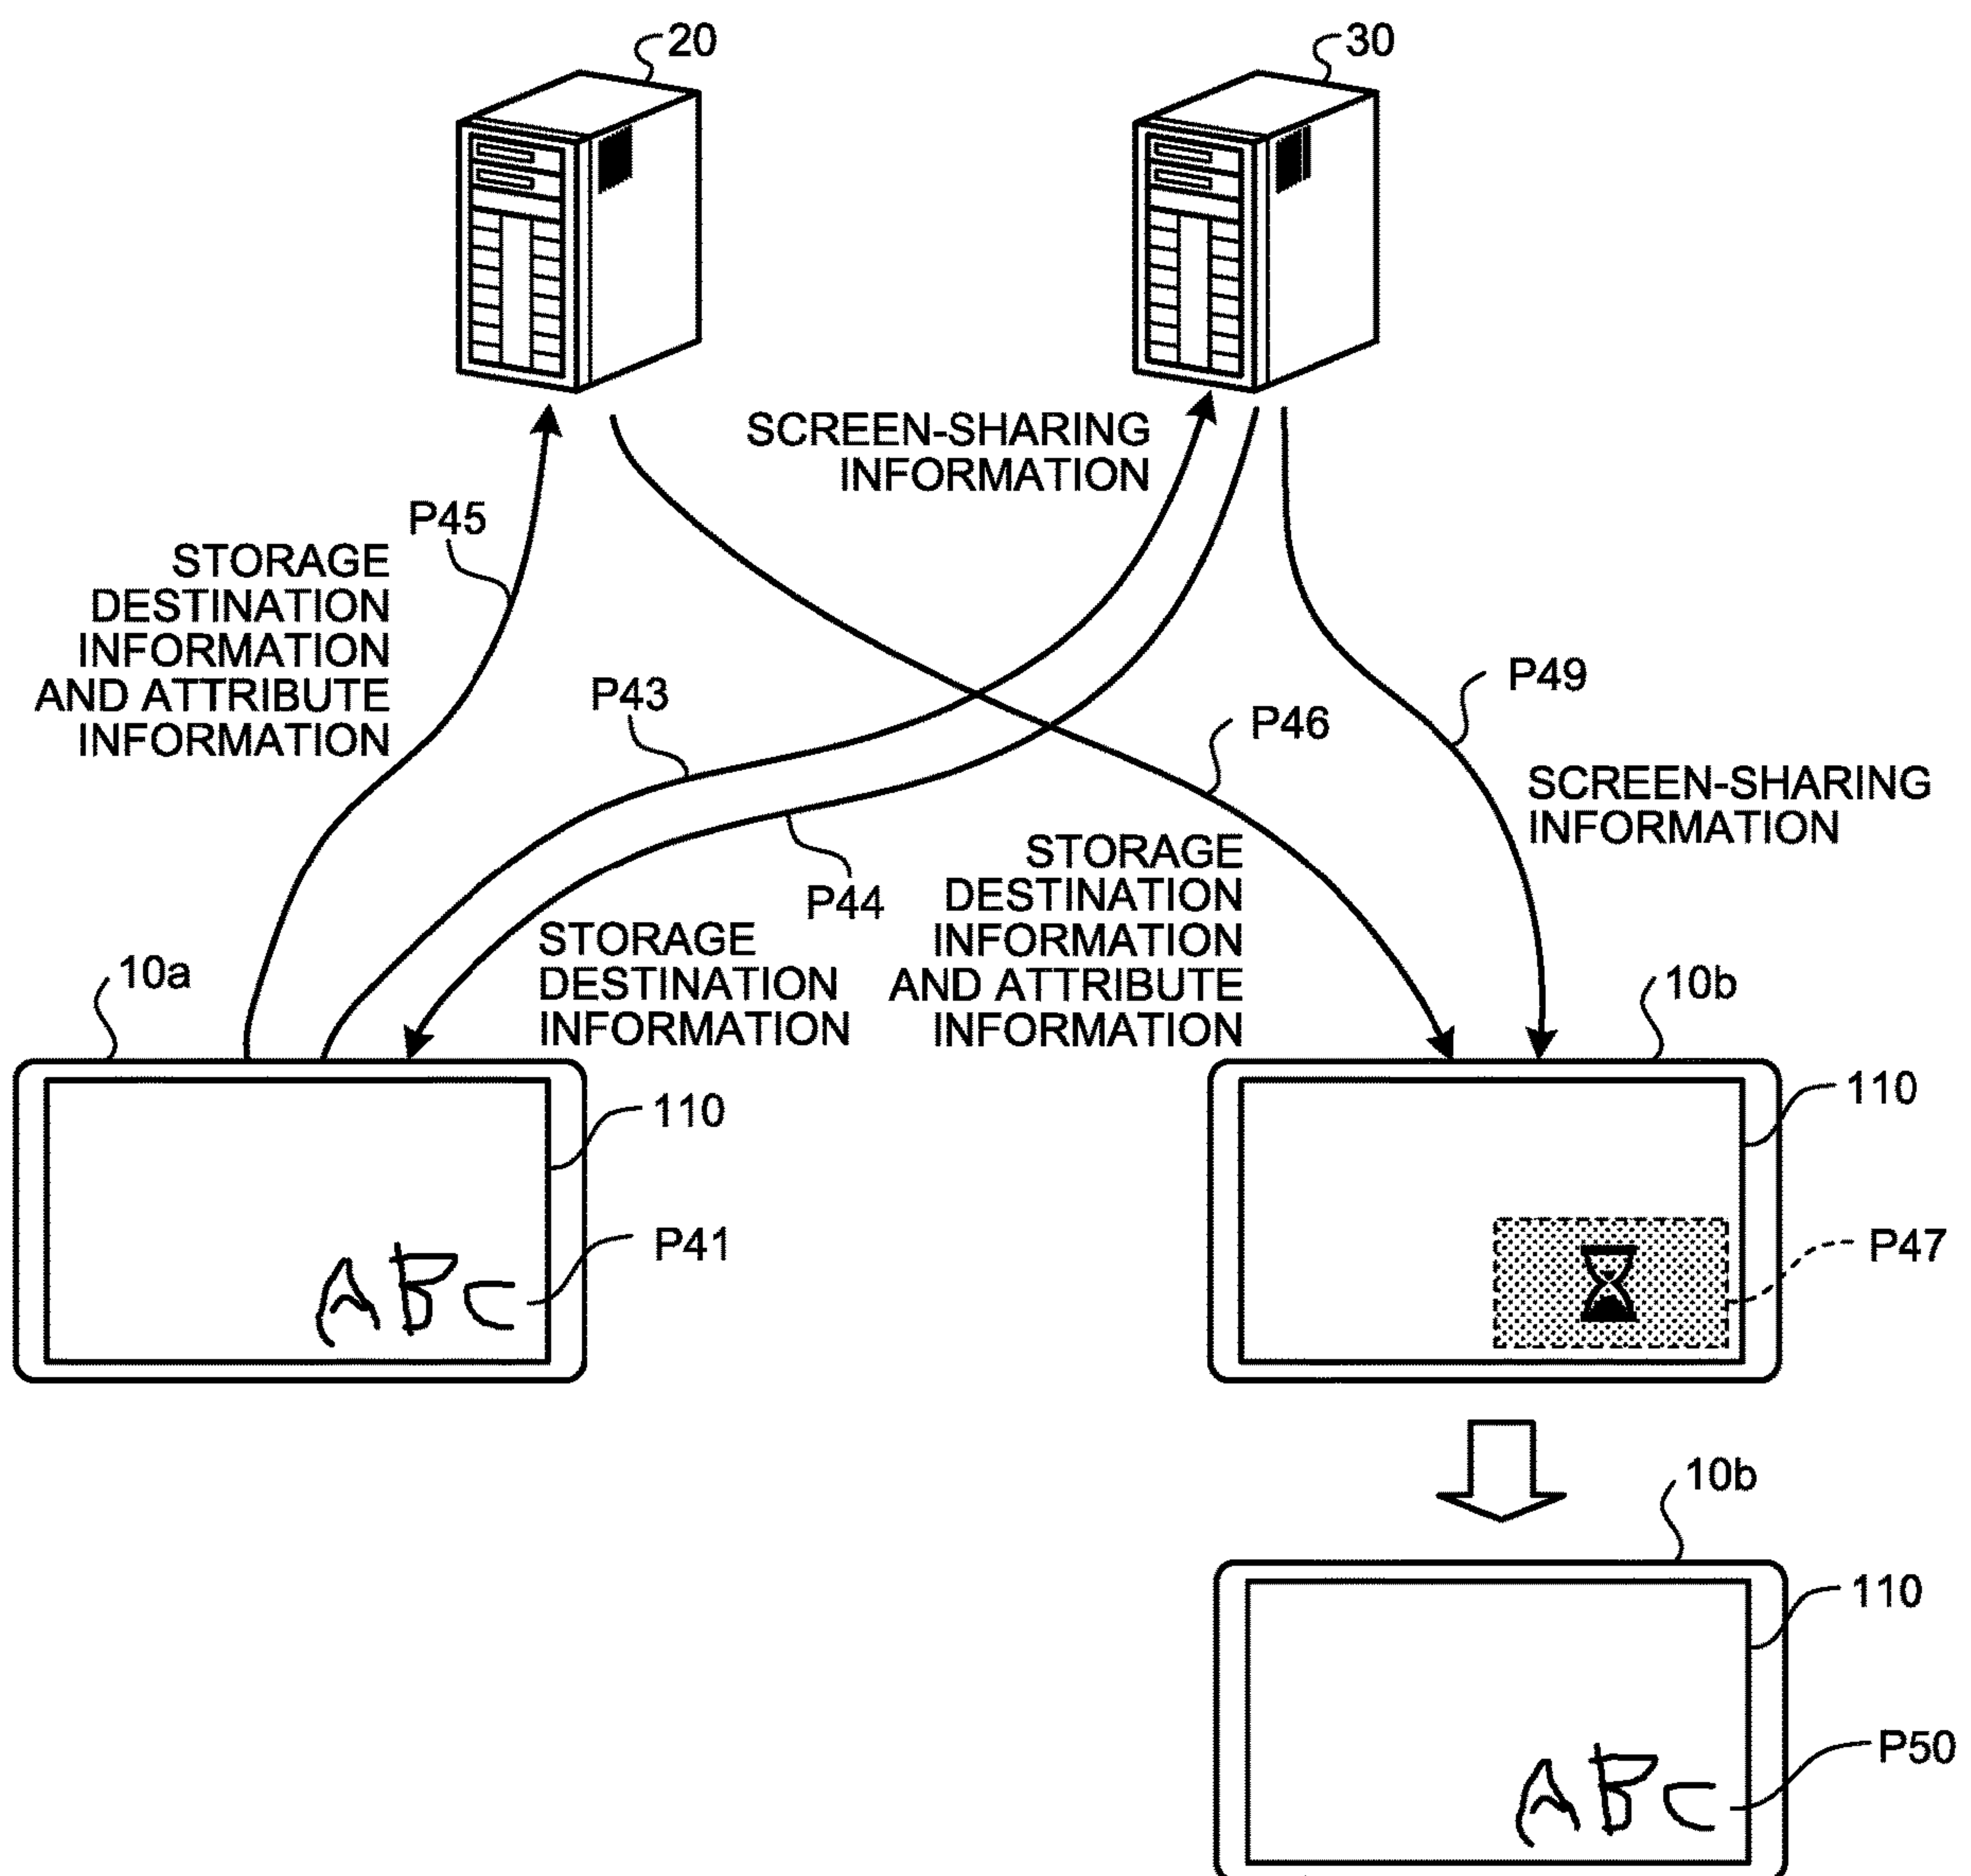 20
30
SCREEN-SHARING
INFORMATION
P45
STORAGE
DESTINATION
INFORMATION
AND ATTRIBUTE
INFORMATION
P43
P49
P46
SCREEN-SHARING
INFORMATION
P44
STORAGE
DESTINATION
INFORMATION
AND ATTRIBUTE
INFORMATION
STORAGE
DESTINATION
INFORMATION
10a
10b
110
110
P41
ABC
P47
10b
110
P50
ABC